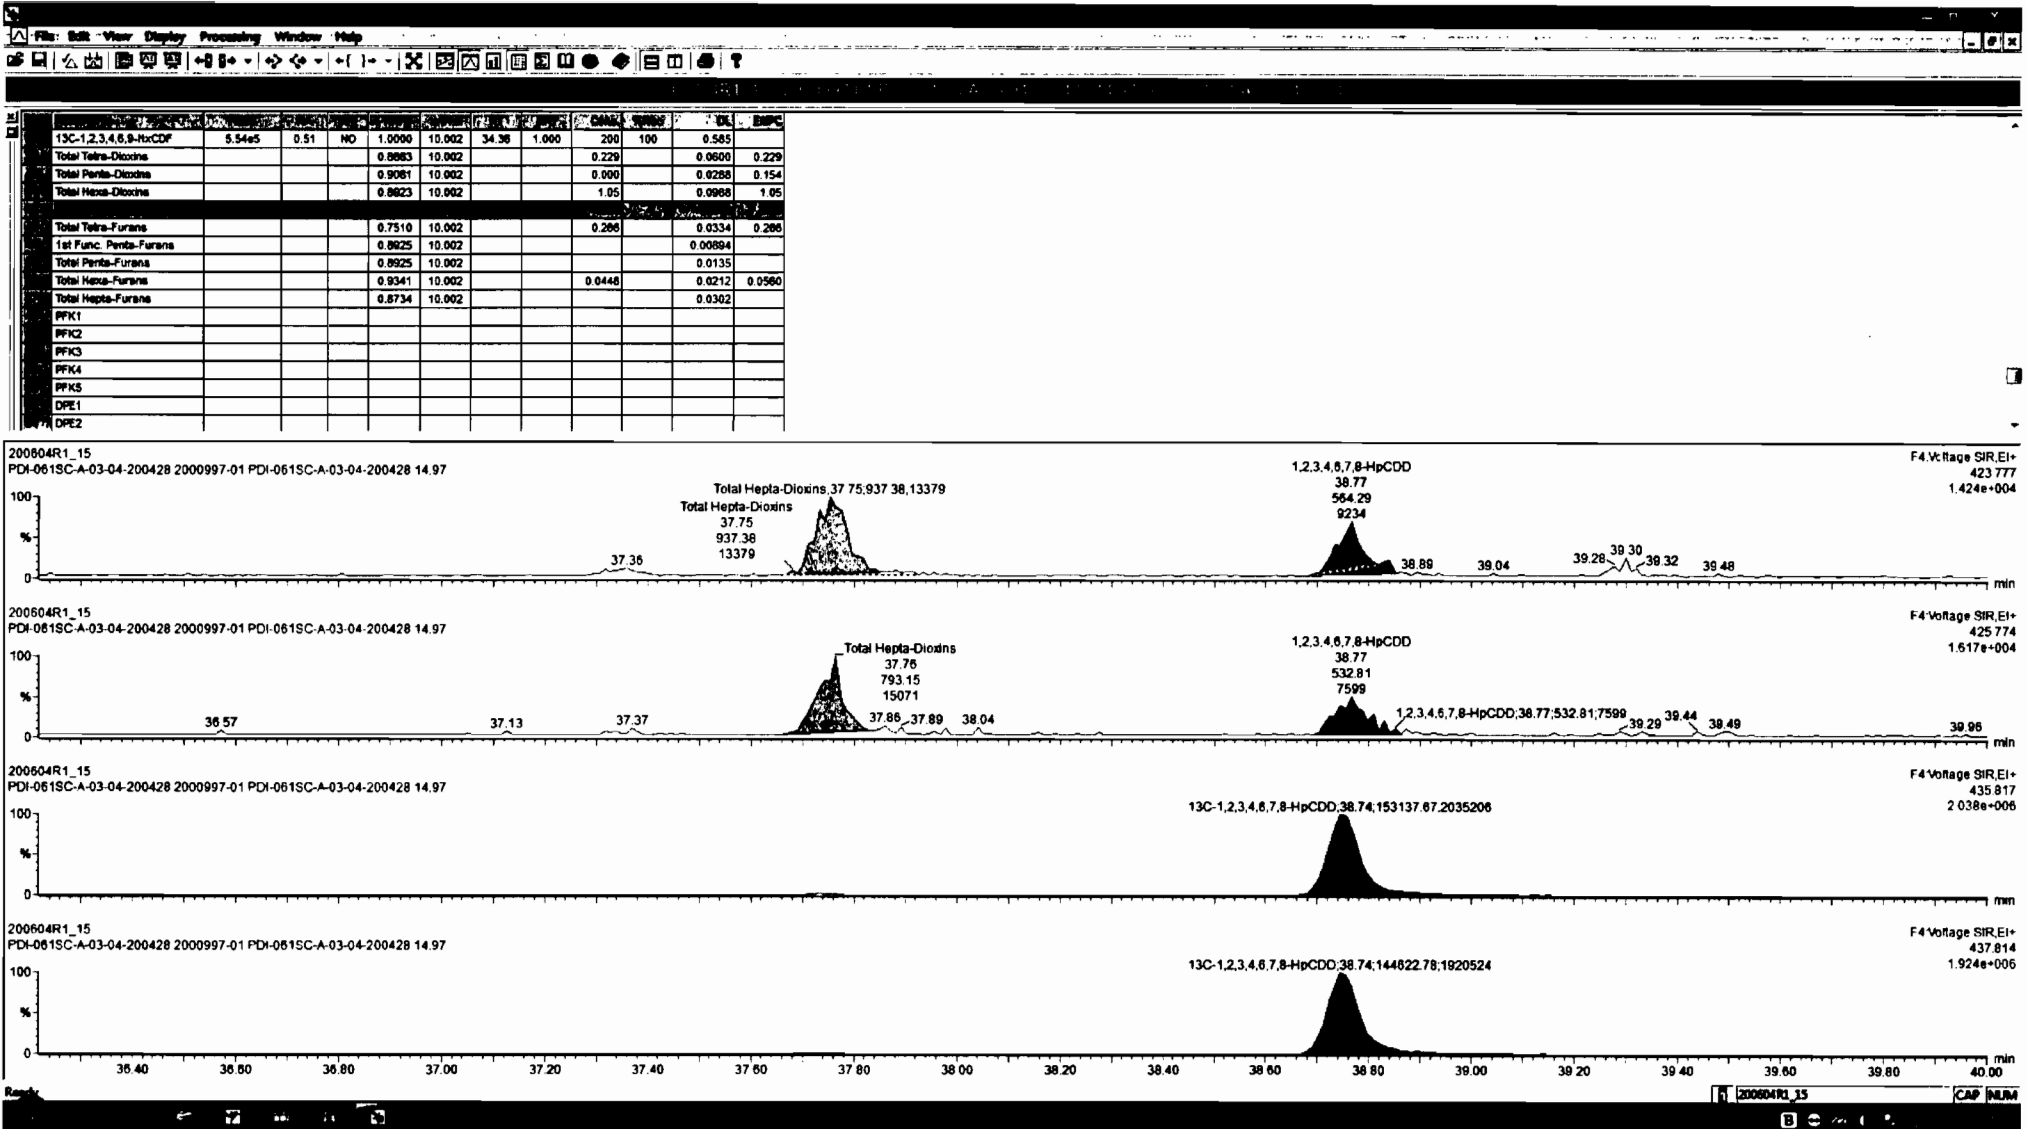 File Edit View Display Processing Window Help
13C-1,2,3,4,6,9-HxCDF 5.54e5 0.51 NO 1.0000 10.002 34.36 1.000 200 100 0.585
Total Tetra-Dioxins 0.8663 10.002 0.229 0.0600 0.229
Total Penta-Dioxins 0.9081 10.002 0.000 0.0288 0.154
Total Hexa-Dioxins 0.8923 10.002 1.05 0.0968 1.05
Total Tetra-Furans 0.7510 10.002 0.266 0.0334 0.266
1st Func. Penta-Furans 0.8925 10.002 0.00894
Total Penta-Furans 0.8925 10.002 0.0135
Total Hexa-Furans 0.9341 10.002 0.0448 0.0212 0.0560
Total Hepta-Furans 0.8734 10.002 0.0302
PFK1
PFK2
PFK3
PFK4
PFK5
DPE1
DPE2
200604R1_15
PDI-061SC-A-03-04-200428 2000997-01 PDI-061SC-A-03-04-200428 14.97
F4:Voltage SIR,EI+
423.777
1.424e+004
Total Hepta-Dioxins,37.75;937.38,13379
Total Hepta-Dioxins
37.75
937.38
13379
1,2,3,4,6,7,8-HpCDD
38.77
564.29
9234
100
%
0
37.36 38.89 39.04 39.28 39.30 39.32 39.48
min
200604R1_15
PDI-061SC-A-03-04-200428 2000997-01 PDI-061SC-A-03-04-200428 14.97
F4:Voltage SIR,EI+
425.774
1.617e+004
Total Hepta-Dioxins
37.76
793.15
15071
1,2,3,4,6,7,8-HpCDD
38.77
532.81
7599
1,2,3,4,6,7,8-HpCDD;38.77;532.81;7599
100
%
0
36.57 37.13 37.37 37.86 37.89 38.04 39.29 39.44 39.49 39.96
min
200604R1_15
PDI-061SC-A-03-04-200428 2000997-01 PDI-061SC-A-03-04-200428 14.97
F4:Voltage SIR,EI+
435.817
2.038e+006
13C-1,2,3,4,6,7,8-HpCDD;38.74;153137.67,2035206
100
%
0
min
200604R1_15
PDI-061SC-A-03-04-200428 2000997-01 PDI-061SC-A-03-04-200428 14.97
F4:Voltage SIR,EI+
437.814
1.924e+006
13C-1,2,3,4,6,7,8-HpCDD;38.74;144622.78;1920524
100
%
0
min
36.40 36.60 36.80 37.00 37.20 37.40 37.60 37.80 38.00 38.20 38.40 38.60 38.80 39.00 39.20 39.40 39.60 39.80 40.00
Ready
200604R1_15 CAP NUM